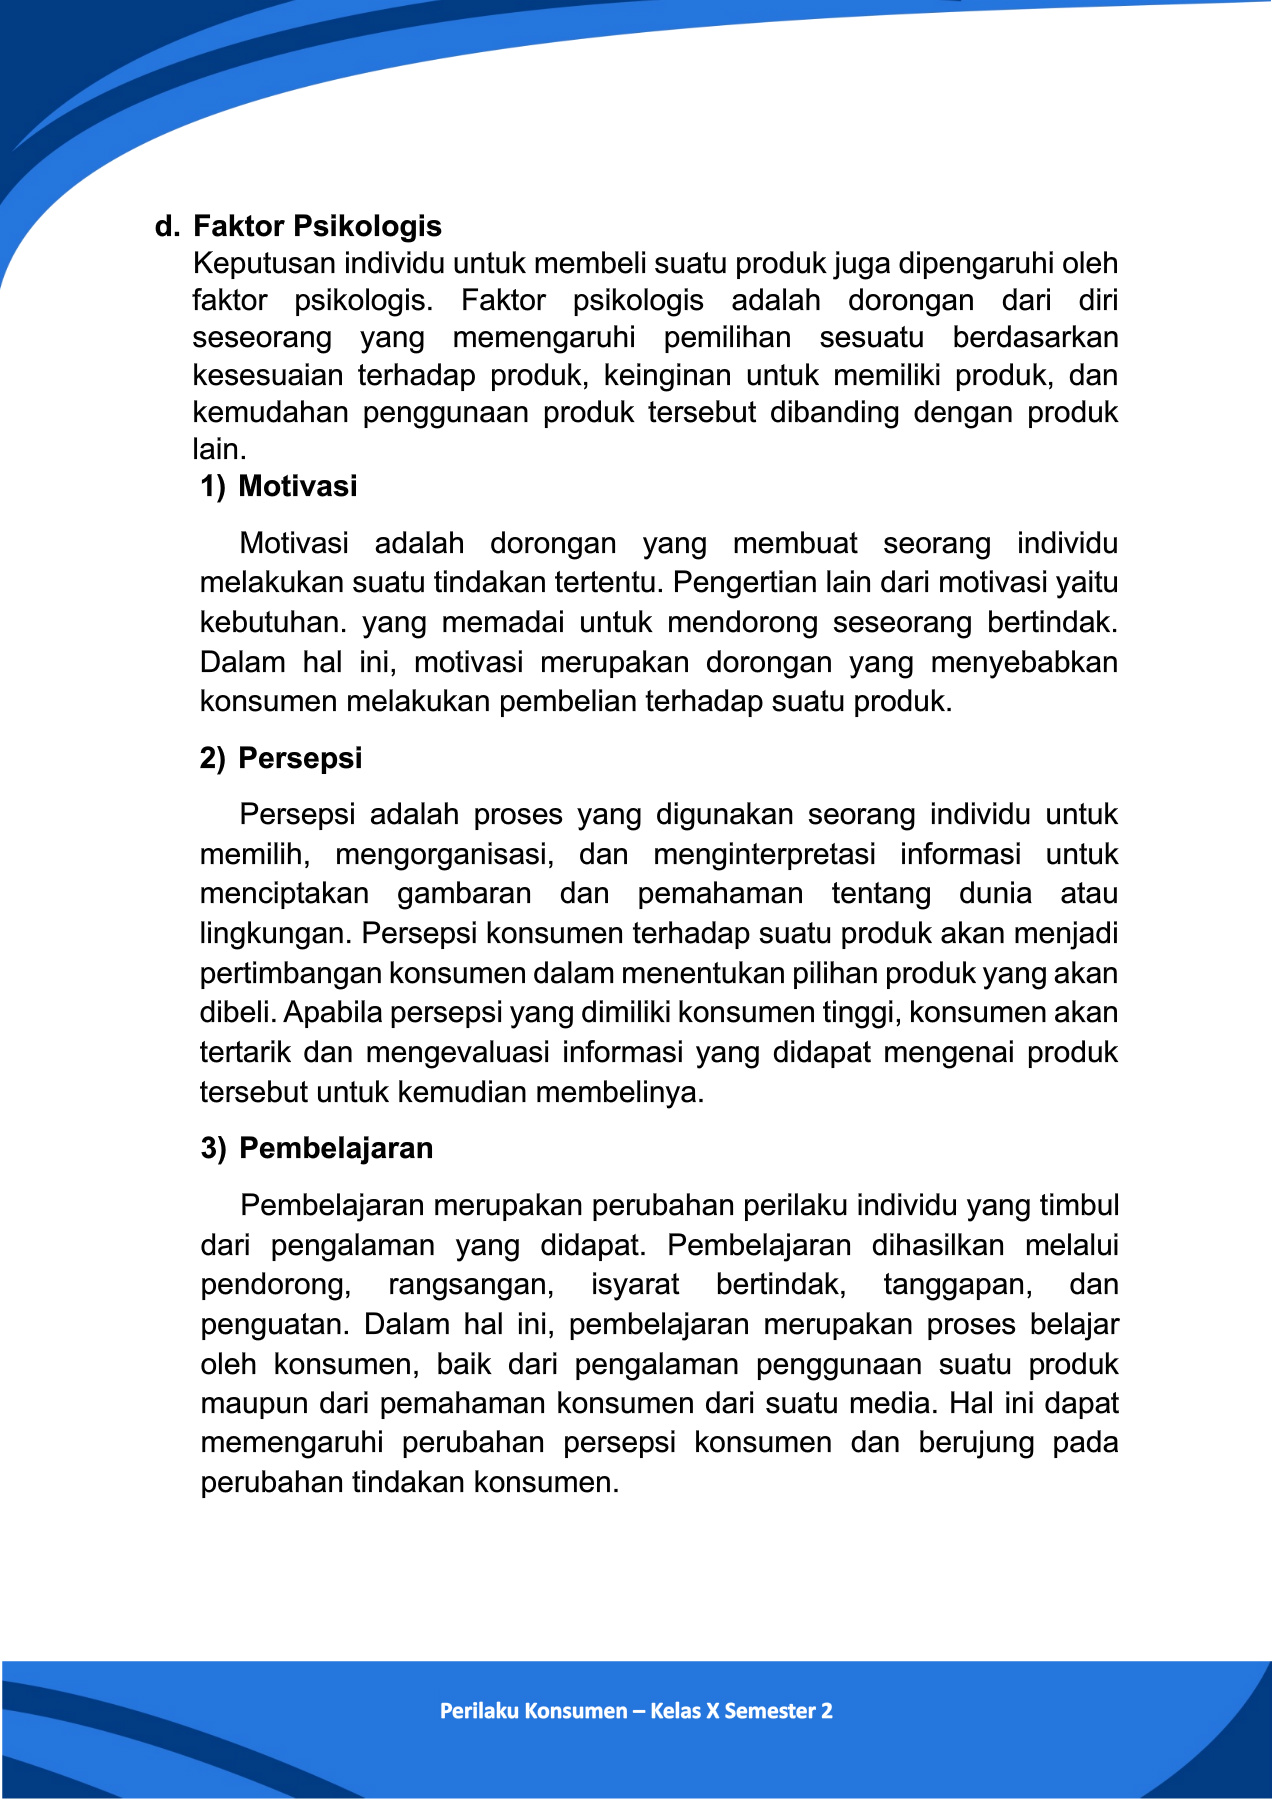 d. Faktor Psikologis
Keputusan individu untuk membeli suatu produk juga dipengaruhi oleh
faktor psikologis. Faktor psikologis adalah dorongan dari diri
seseorang yang memengaruhi pemilihan sesuatu berdasarkan
kesesuaian terhadap produk, keinginan untuk memiliki produk, dan
kemudahan penggunaan produk tersebut dibanding dengan produk
lain.
1) Motivasi
Motivasi adalah dorongan yang membuat seorang individu
melakukan suatu tindakan tertentu. Pengertian lain dari motivasi yaitu
kebutuhan. yang memadai untuk mendorong seseorang bertindak.
Dalam hal ini, motivasi merupakan dorongan yang menyebabkan
konsumen melakukan pembelian terhadap suatu produk.
2) Persepsi
Persepsi adalah proses yang digunakan seorang individu untuk
memilih, mengorganisasi, dan menginterpretasi informasi untuk
menciptakan gambaran dan pemahaman tentang dunia atau
lingkungan. Persepsi konsumen terhadap suatu produk akan menjadi
pertimbangan konsumen dalam menentukan pilihan produk yang akan
dibeli. Apabila persepsi yang dimiliki konsumen tinggi, konsumen akan
tertarik dan mengevaluasi informasi yang didapat mengenai produk
tersebut untuk kemudian membelinya.
3) Pembelajaran
Pembelajaran merupakan perubahan perilaku individu yang timbul
dari pengalaman yang didapat. Pembelajaran dihasilkan melalui
pendorong, rangsangan, isyarat bertindak, tanggapan, dan
penguatan. Dalam hal ini, pembelajaran merupakan proses belajar
oleh konsumen, baik dari pengalaman penggunaan suatu produk
maupun dari pemahaman konsumen dari suatu media. Hal ini dapat
memengaruhi perubahan persepsi konsumen dan berujung pada
perubahan tindakan konsumen.
Perilaku Konsumen – Kelas X Semester 2